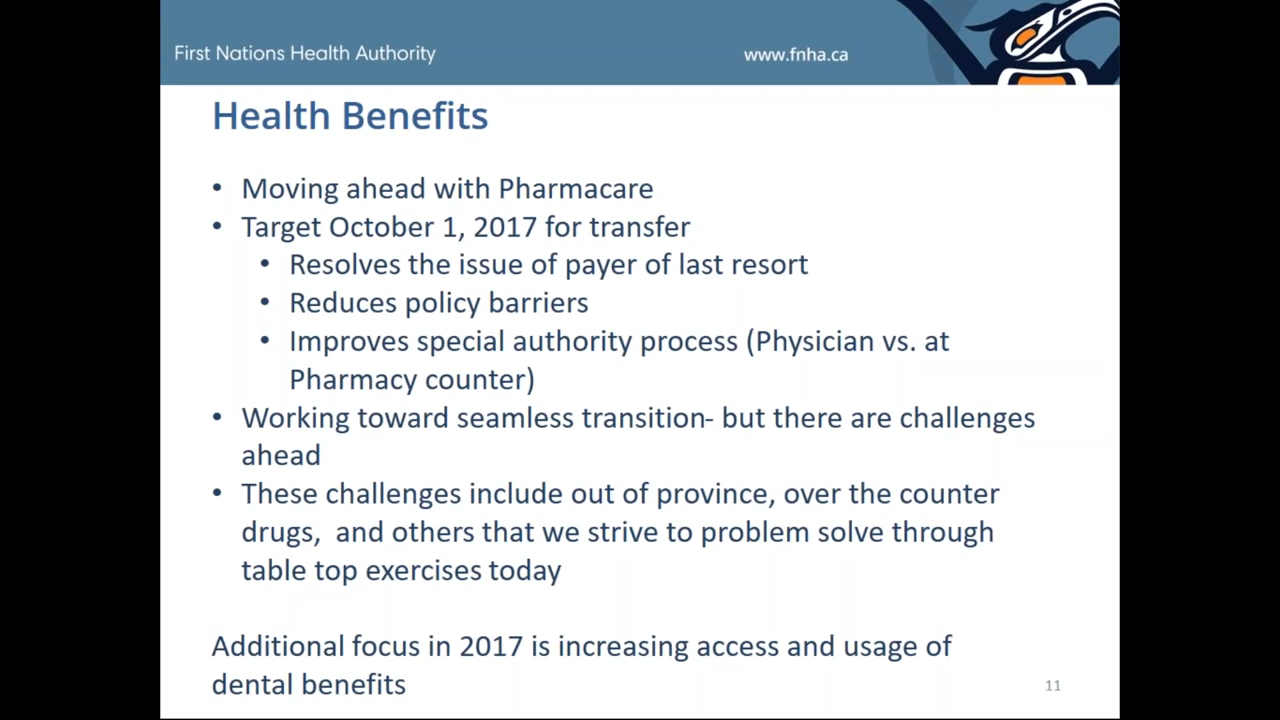 First Nations Health Authority
www.fnha.ca
Health Benefits
• Moving ahead with Pharmacare
• Target October 1, 2017 for transfer
• Resolves the issue of payer of last resort
• Reduces policy barriers
• Improves special authority process (Physician vs. at
Pharmacy counter)
• Working toward seamless transition- but there are challenges
ahead
• These challenges include out of province, over the counter
drugs,  and others that we strive to problem solve through
table top exercises today
Additional focus in 2017 is increasing access and usage of
dental benefits
11